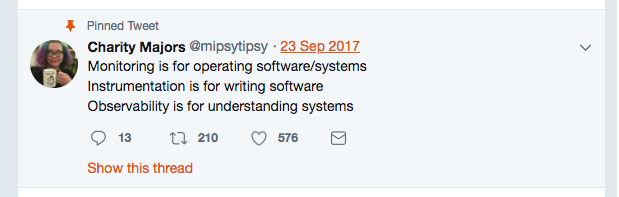 Pinned Tweet
Charity Majors @mipsytipsy · 23 Sep 2017
Monitoring is for operating software/systems
Instrumentation is for writing software
Observability is for understanding systems
13 210 576
Show this thread